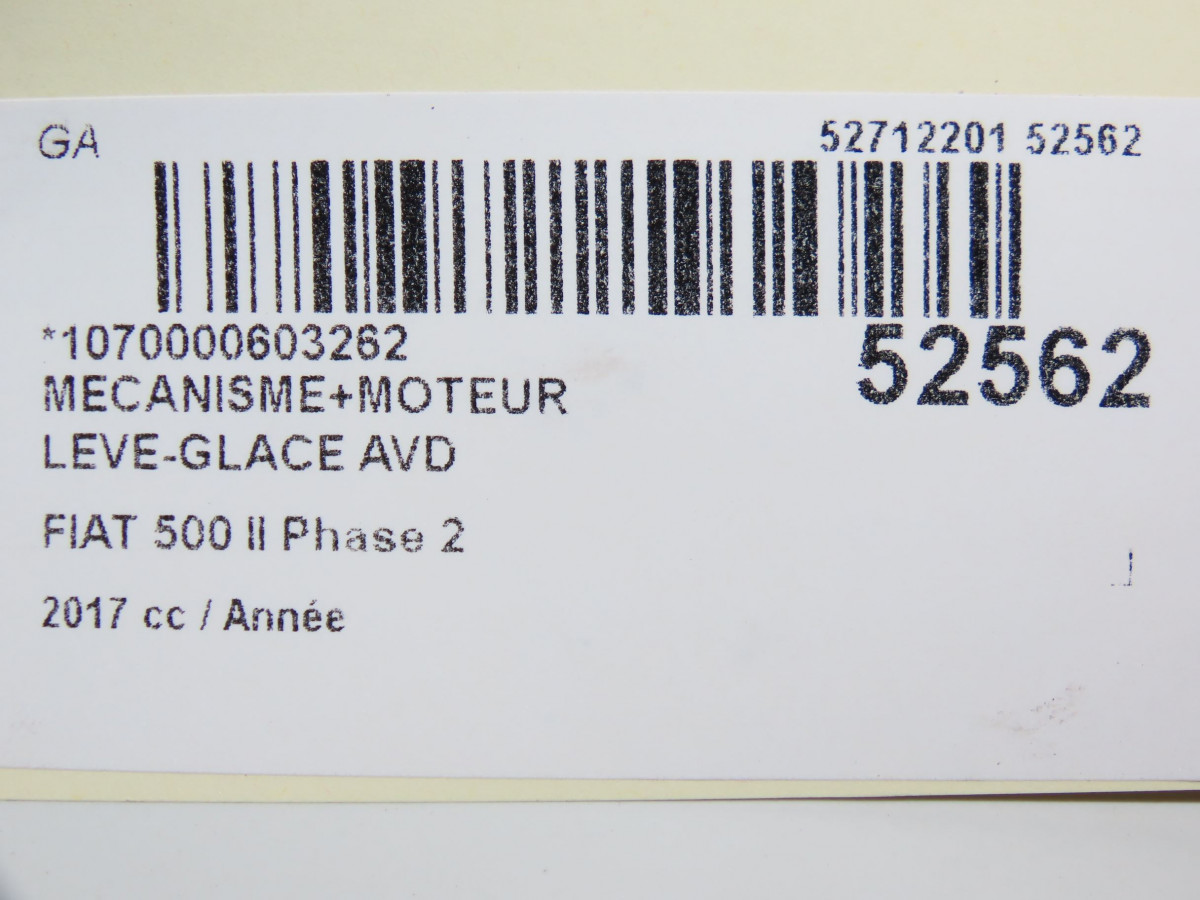 GA 52712201 52562
*1070000603262
52562
MECANISME+MOTEUR
LEVE-GLACE AVD
FIAT 500 II Phase 2
2017 cc / Année